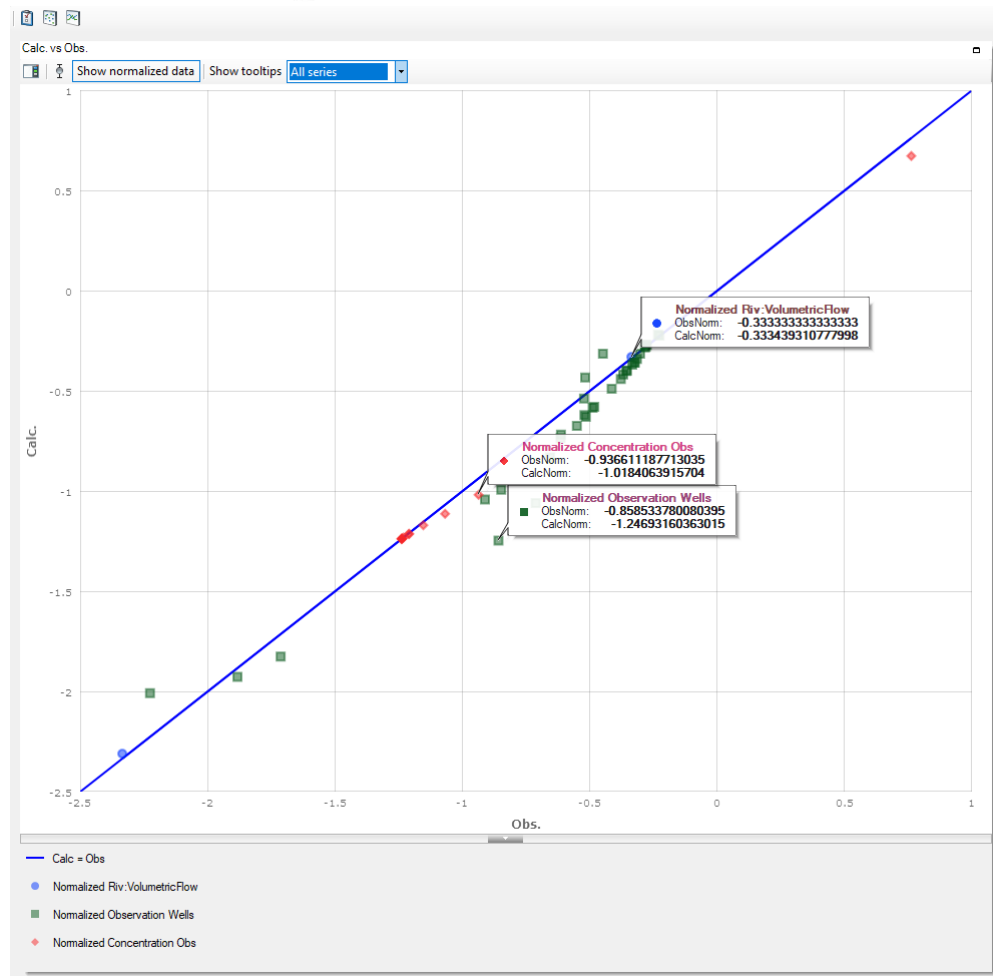 Calc. vs Obs.
Show normalized data Show tooltips All series
1
0.5
0
Normalized Riv:VolumetricFlow
ObsNorm: -0.333333333333333
CalcNorm: -0.333439310777998
-0.5
Calc.
Normalized Concentration Obs
ObsNorm: -0.936611187713035
CalcNorm: -1.0184063915704
-1
Normalized Observation Wells
ObsNorm: -0.858533780080395
CalcNorm: -1.24693160363015
-1.5
-2
-2.5
-2.5 -2 -1.5 -1 -0.5 0 0.5 1
Obs.
Calc = Obs
Normalized Riv:VolumetricFlow
Normalized Observation Wells
Normalized Concentration Obs